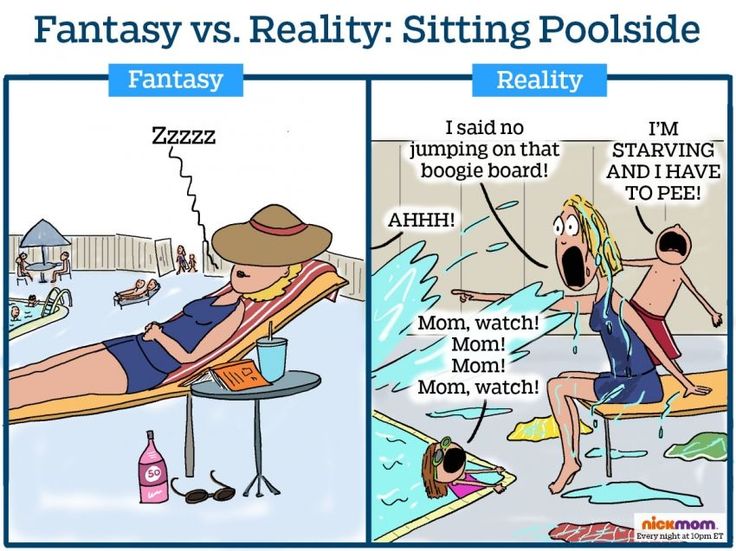 Fantasy vs. Reality: Sitting Poolside
Fantasy
Zzzzz
50
Reality
I said no
jumping on that
boogie board!
I'M
STARVING
AND I HAVE
TO PEE!
AHHH!
Mom, watch!
Mom!
Mom!
Mom, watch!
nickmom
Every night at 10pm ET